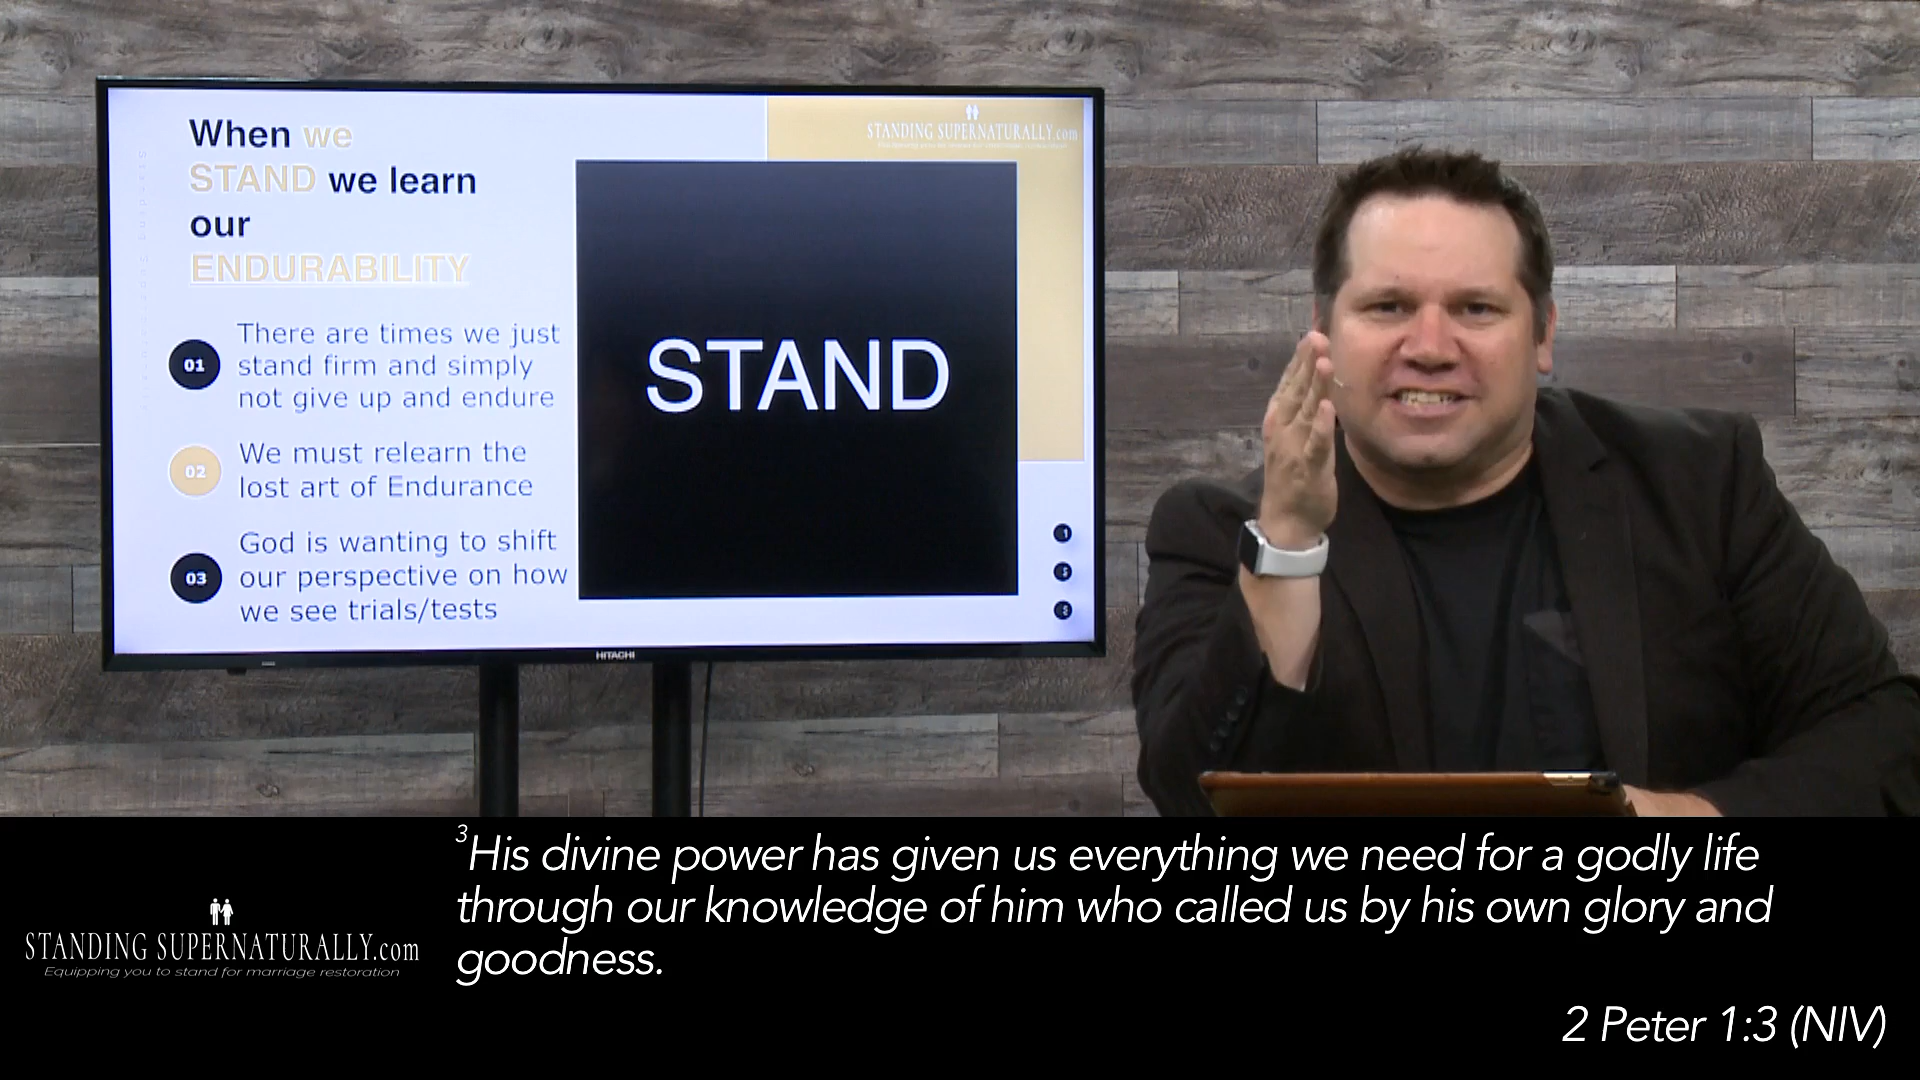 When we
STAND we learn
our
ENDURABILITY
01
There are times we just
stand firm and simply
not give up and endure
02
We must relearn the
lost art of Endurance
03
God is wanting to shift
our perspective on how
we see trials/tests
STANDING SUPERNATURALLY.com
STAND
HITACHI
STANDING SUPERNATURALLY.com
Equipping you to stand for marriage restoration
3His divine power has given us everything we need for a godly life
through our knowledge of him who called us by his own glory and
goodness.
2 Peter 1:3 (NIV)